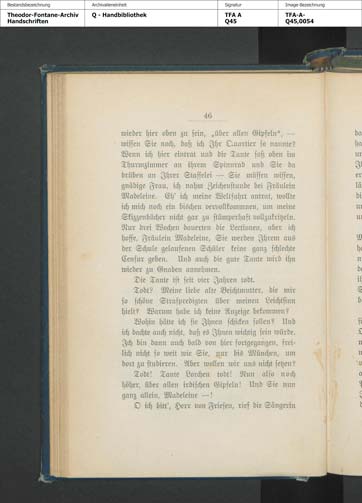 Bestandsbezeichnung
Archivalieneinheit
Signatur
Image-Bezeichnung
Theodor-Fontane-Archiv
Handschriften
Q - Handbibliothek
TFA A
Q45
TFA-A-
Q45,0054
46
wieder hier oben zu sein, „über allen Gipfeln“, —
wissen Sie noch, daß ich Ihr Quartier so nannte?
Wenn ich hier eintrat und die Tante saß oben im
Thurmzimmer an ihrem Spinnrad und Sie da
drüben an Ihrer Staffelei — Sie müssen wissen,
gnädige Frau, ich nahm Zeichenstunde bei Fräulein
Madeleine. Eh' ich meine Weltfahrt antrat, wollte
ich mich noch ein bischen vervollkommnen, um meine
Skizzenbücher nicht gar zu stümperhaft vollzukritzeln.
Nur drei Wochen dauerten die Lectionen, aber ich
hoffe, Fräulein Madeleine, Sie werden Ihrem aus
der Schule gelaufenen Schüler keine ganz schlechte
Censur geben. Und auch die gute Tante wird ihn
wieder zu Gnaden annehmen.
Die Tante ist seit vier Jahren todt.
Todt? Meine liebe alte Leichtmutter, die mir
so schöne Strafpredigten über meinen Leichtsinn
hielt? Warum habe ich keine Anzeige bekommen?
Wohin hätte ich sie Ihnen schicken sollen? Und
ich dachte auch nicht, daß es Ihnen wichtig sein würde.
Ich bin dann auch bald von hier fortgegangen, frei-
lich nicht so weit wie Sie, nur bis München, um
dort zu studieren. Aber wollen wir uns nicht setzen?
Todt! Tante Lorchen todt! Nun also noch
höher, über allen irdischen Gipfeln! Und Sie nun
ganz allein, Madeleine —!
O ich bitt', Herr von Friesen, rief die Sängerin